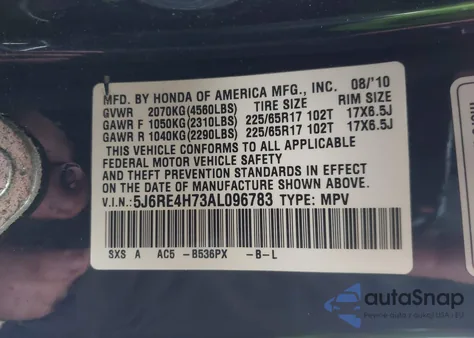 MFD. BY HONDA OF AMERICA MFG., INC. 08/'10
GVWR 2070KG(4560LBS) TIRE SIZE RIM SIZE
GAWR F 1050KG(2310LBS) 225/65R17 102T 17X6.5J
GAWR R 1040KG(2290LBS) 225/65R17 102T 17X6.5J
THIS VEHICLE CONFORMS TO ALL APPLICABLE
FEDERAL MOTOR VEHICLE SAFETY
AND THEFT PREVENTION STANDARDS IN EFFECT
ON THE DATE OF MANUFACTURE SHOWN ABOVE.
V.I.N.: 5J6RE4H73AL096783 TYPE: MPV
SXS A AC5 -B536PX -B-L
autoSnap